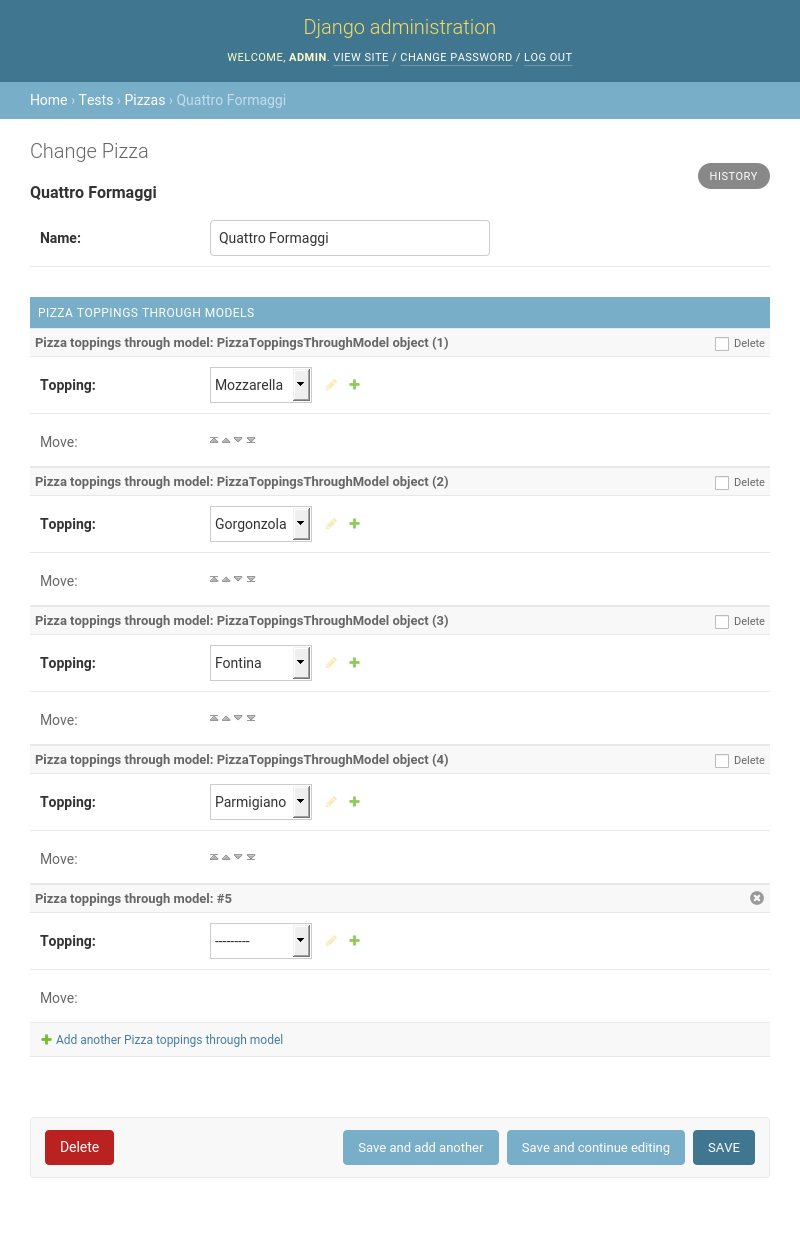 Django administration
WELCOME, ADMIN. VIEW SITE / CHANGE PASSWORD / LOG OUT
Home › Tests › Pizzas › Quattro Formaggi
Change Pizza
HISTORY
Quattro Formaggi
Name: Quattro Formaggi
PIZZA TOPPINGS THROUGH MODELS
Pizza toppings through model: PizzaToppingsThroughModel object (1) Delete
Topping: Mozzarella
Move:
Pizza toppings through model: PizzaToppingsThroughModel object (2) Delete
Topping: Gorgonzola
Move:
Pizza toppings through model: PizzaToppingsThroughModel object (3) Delete
Topping: Fontina
Move:
Pizza toppings through model: PizzaToppingsThroughModel object (4) Delete
Topping: Parmigiano
Move:
Pizza toppings through model: #5
Topping: ---------
Move:
Add another Pizza toppings through model
Delete Save and add another Save and continue editing SAVE